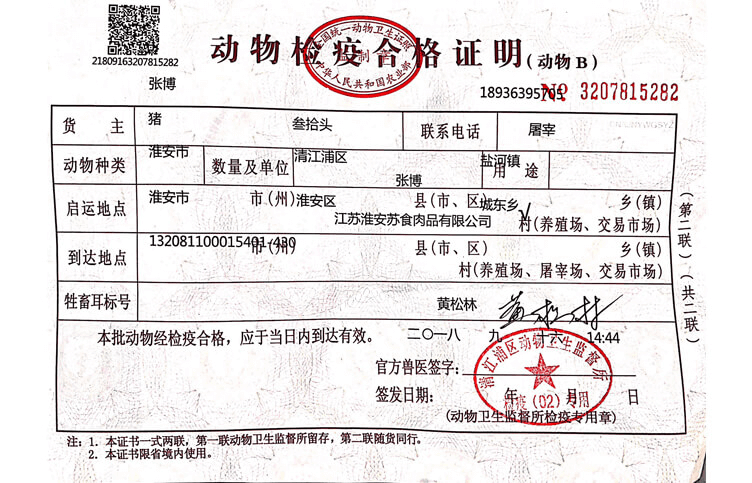 21809163207815282
动物检疫合格证明(动物B)
全国统一动物卫生证照
监制章
中华人民共和国农业部
张博
189363957
№ 3207815282
货主 猪 叁拾头 联系电话 屠宰
动物种类 淮安市 数量及单位 清江浦区 张博 用途 盐河镇
启运地点 淮安市 市(州) 淮安区 县(市、区) 城东乡 乡(镇)
江苏淮安苏食肉品有限公司 √ 村(养殖场、交易市场)
到达地点 132081100015401-430 市(州) 县(市、区) 乡(镇)
村(养殖场、屠宰场、交易市场)
牲畜耳标号 黄松林 黄松林
本批动物经检疫合格，应于当日内到达有效。 二〇一八 九 十六 14:44
官方兽医签字:
签发日期: 年 月 日
清江浦区动物卫生监督所
检疫(02)专用
(动物卫生监督所检疫专用章)
注: 1. 本证书一式两联，第一联动物卫生监督所留存，第二联随货同行。
2. 本证书限省境内使用。
(第二联)
(共二联)